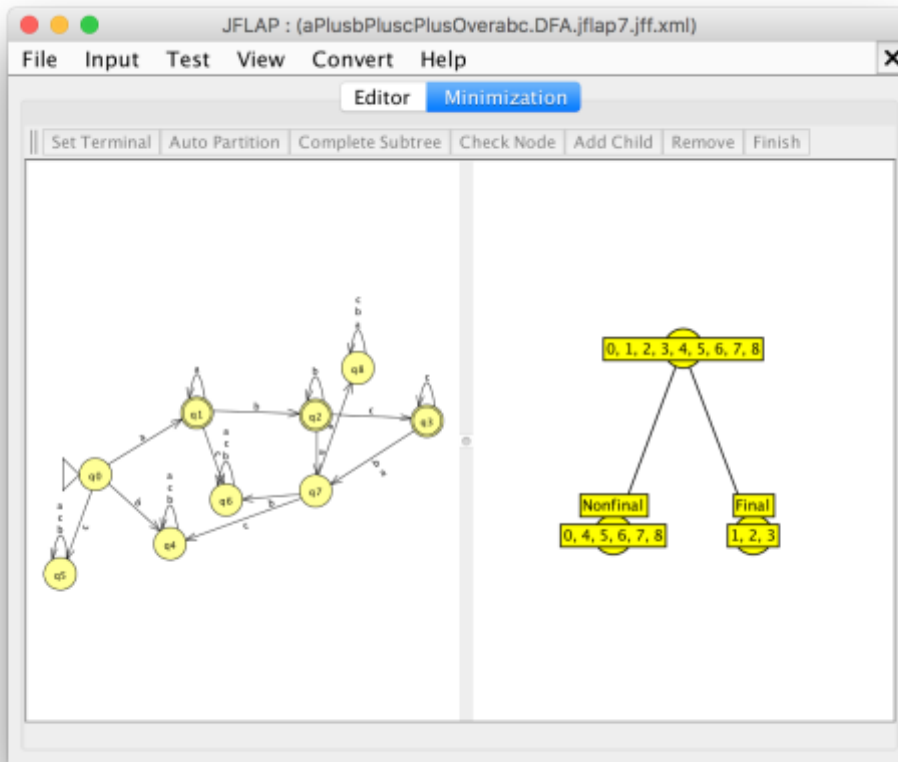 JFLAP : (aPlusbPluscPlusOverabc.DFA.jflap7.jff.xml)
File Input Test View Convert Help
Editor Minimization
Set Terminal Auto Partition Complete Subtree Check Node Add Child Remove Finish
c
b
q8
0, 1, 2, 3, 4, 5, 6, 7, 8
a
b
c
q1
b
q2
c
q3
a
a
c
b
b
a
q0
q7
q6
b
Nonfinal
Final
a
c
b
a
c
b
c
q4
0, 4, 5, 6, 7, 8
1, 2, 3
q5